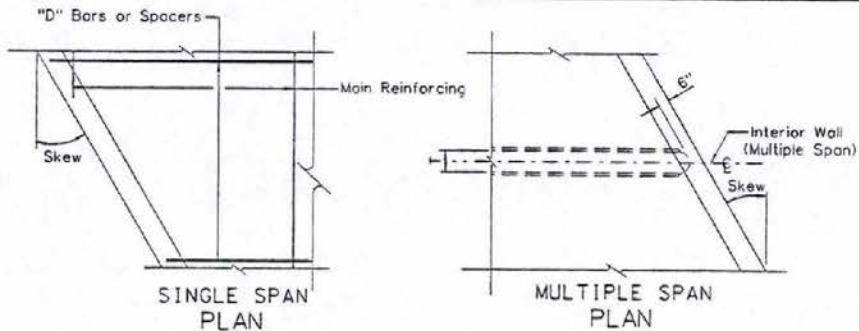 "D" Bars or Spacers
Main Reinforcing
6"
Interior Wall
(Multiple Span)
℄
Skew
Skew
SINGLE SPAN
PLAN
MULTIPLE SPAN
PLAN